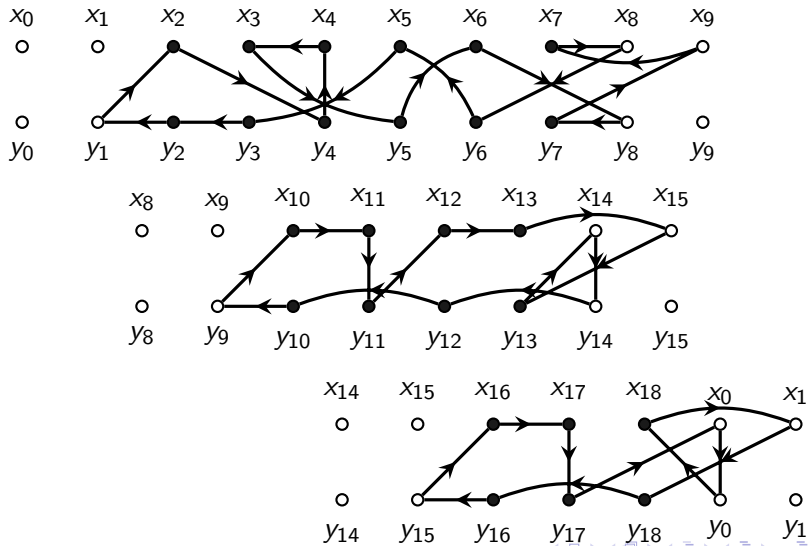 x₀ x₁ x₂ x₃ x₄ x₅ x₆ x₇ x₈ x₉
y₀ y₁ y₂ y₃ y₄ y₅ y₆ y₇ y₈ y₉
x₈ x₉ x₁₀ x₁₁ x₁₂ x₁₃ x₁₄ x₁₅
y₈ y₉ y₁₀ y₁₁ y₁₂ y₁₃ y₁₄ y₁₅
x₁₄ x₁₅ x₁₆ x₁₇ x₁₈ x₀ x₁
y₁₄ y₁₅ y₁₆ y₁₇ y₁₈ y₀ y₁